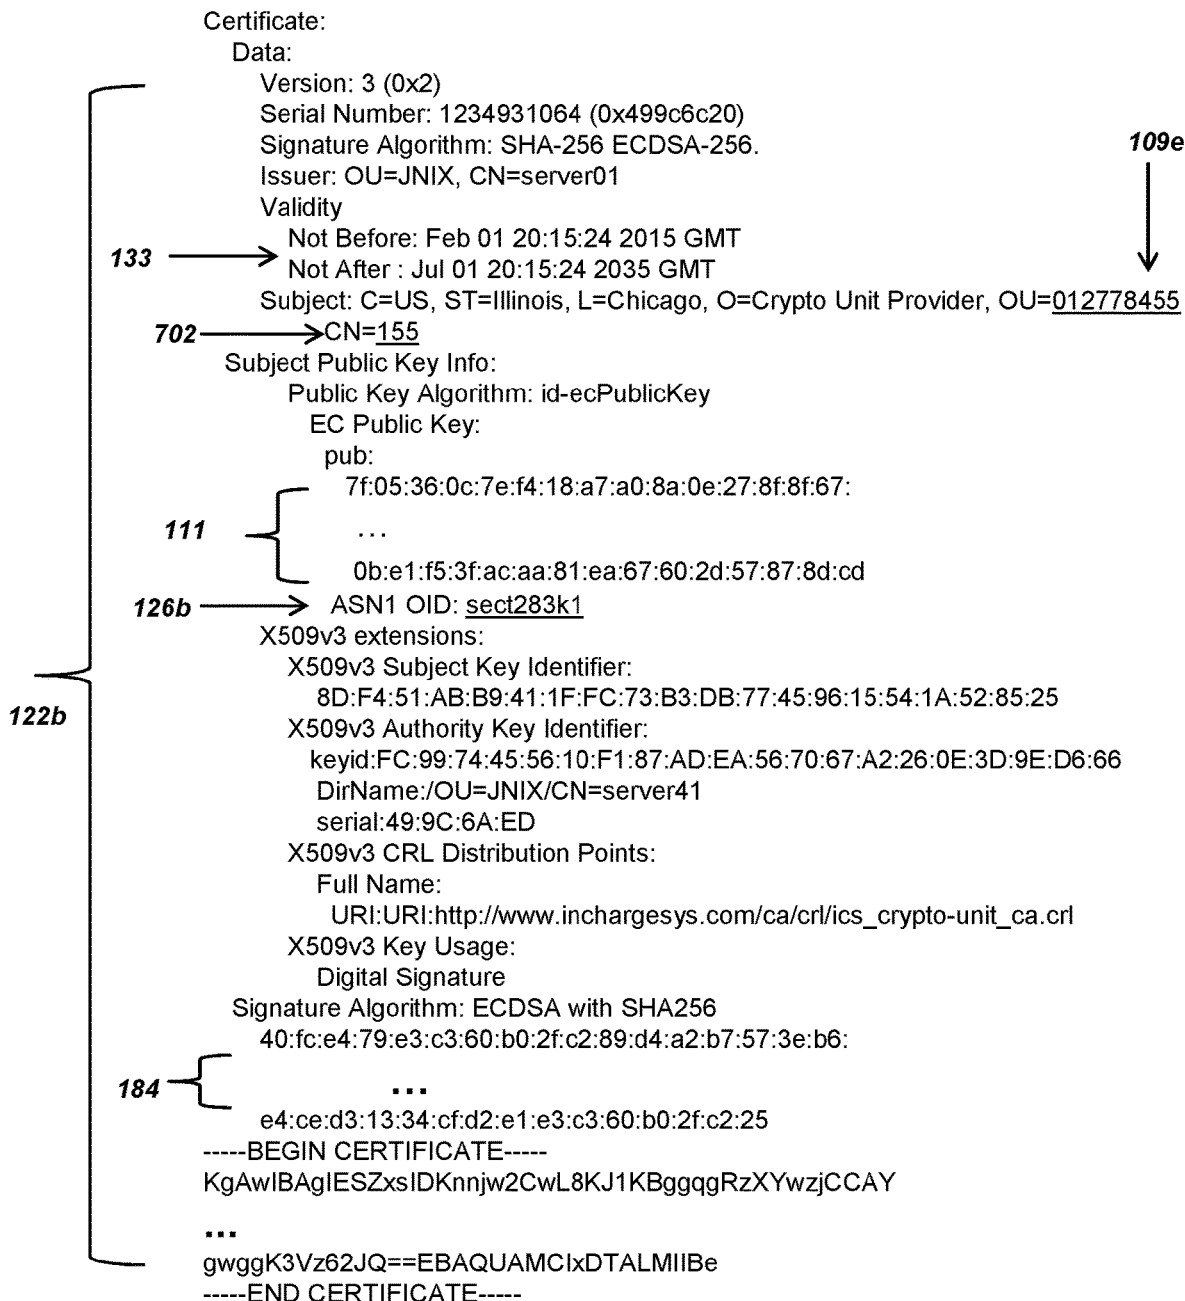 Certificate:
Data:
Version: 3 (0x2)
Serial Number: 1234931064 (0x499c6c20)
Signature Algorithm: SHA-256 ECDSA-256.
109e
Issuer: OU=JNIX, CN=server01
Validity
Not Before: Feb 01 20:15:24 2015 GMT
133
Not After : Jul 01 20:15:24 2035 GMT
Subject: C=US, ST=Illinois, L=Chicago, O=Crypto Unit Provider, OU=012778455
702
CN=155
Subject Public Key Info:
Public Key Algorithm: id-ecPublicKey
EC Public Key:
pub:
7f:05:36:0c:7e:f4:18:a7:a0:8a:0e:27:8f:8f:67:
111
...
0b:e1:f5:3f:ac:aa:81:ea:67:60:2d:57:87:8d:cd
126b
ASN1 OID: sect283k1
X509v3 extensions:
X509v3 Subject Key Identifier:
8D:F4:51:AB:B9:41:1F:FC:73:B3:DB:77:45:96:15:54:1A:52:85:25
122b
X509v3 Authority Key Identifier:
keyid:FC:99:74:45:56:10:F1:87:AD:EA:56:70:67:A2:26:0E:3D:9E:D6:66
DirName:/OU=JNIX/CN=server41
serial:49:9C:6A:ED
X509v3 CRL Distribution Points:
Full Name:
URI:URI:http://www.inchargesys.com/ca/crl/ics_crypto-unit_ca.crl
X509v3 Key Usage:
Digital Signature
Signature Algorithm: ECDSA with SHA256
40:fc:e4:79:e3:c3:60:b0:2f:c2:89:d4:a2:b7:57:3e:b6:
184
...
e4:ce:d3:13:34:cf:d2:e1:e3:c3:60:b0:2f:c2:25
-----BEGIN CERTIFICATE-----
KgAwIBAgIESZxsIDKnnjw2CwL8KJ1KBggqgRzXYwzjCCAY
...
gwggK3Vz62JQ==EBAQUAMCIxDTALMIIBe
-----END CERTIFICATE-----